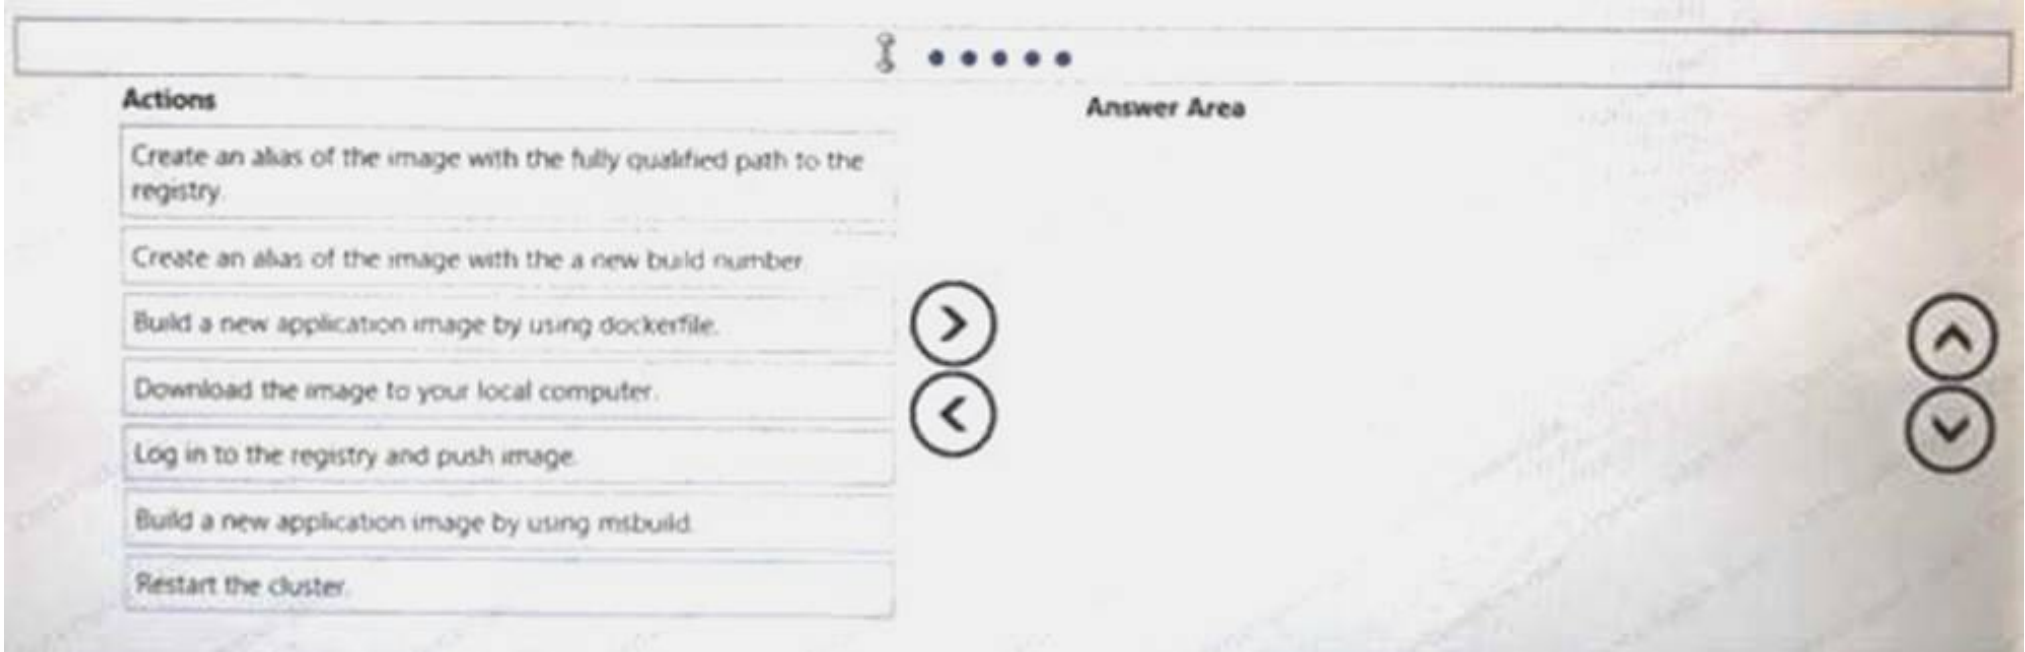 Actions
Answer Area
Create an alias of the image with the fully qualified path to the
registry.
Create an alias of the image with the a new build number
Build a new application image by using dockerfile.
Download the image to your local computer.
Log in to the registry and push image.
Build a new application image by using msbuild.
Restart the cluster.